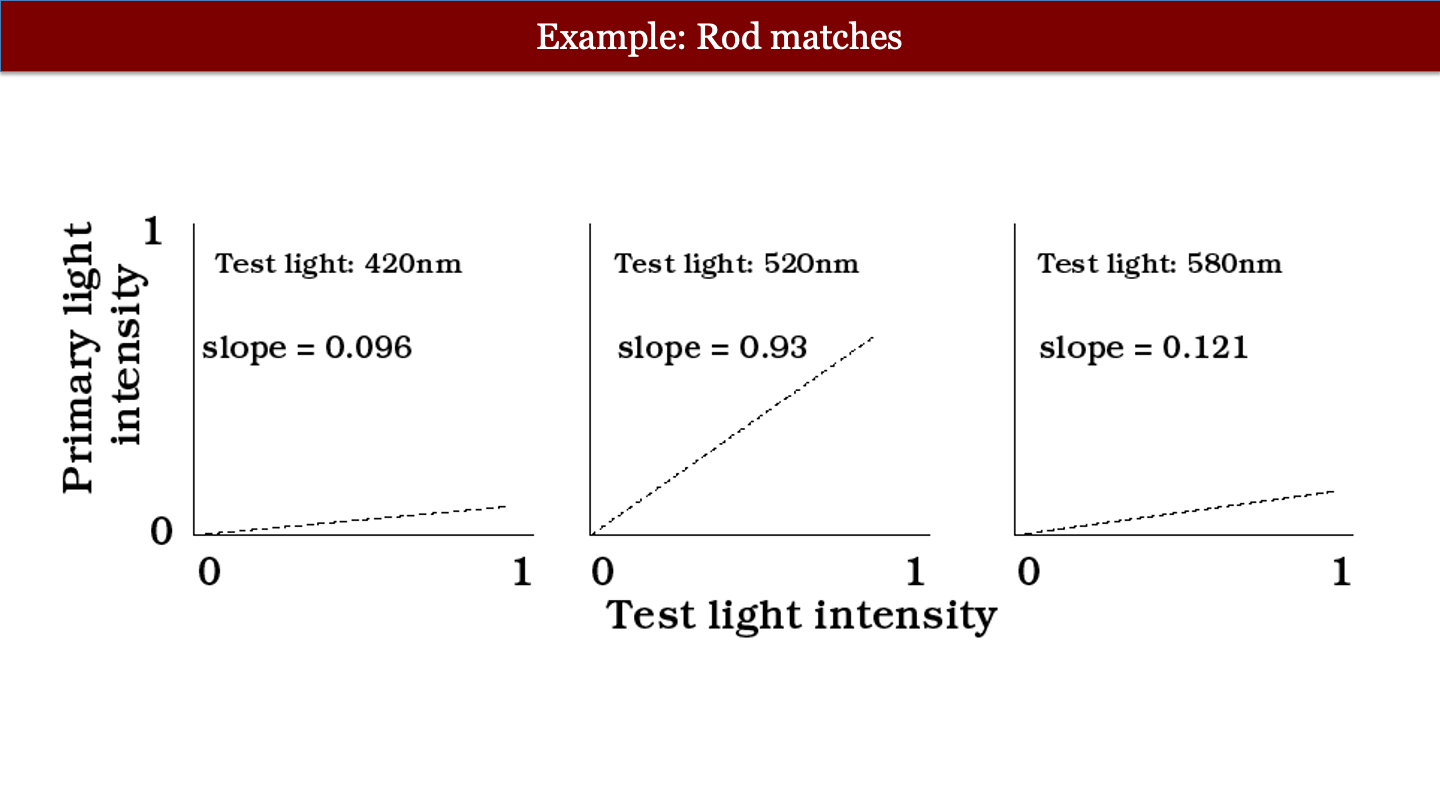 Example: Rod matches
Primary light
intensity
1
0
Test light: 420nm
slope = 0.096
0
1
Test light: 520nm
slope = 0.93
0
1
Test light: 580nm
slope = 0.121
0
1
Test light intensity